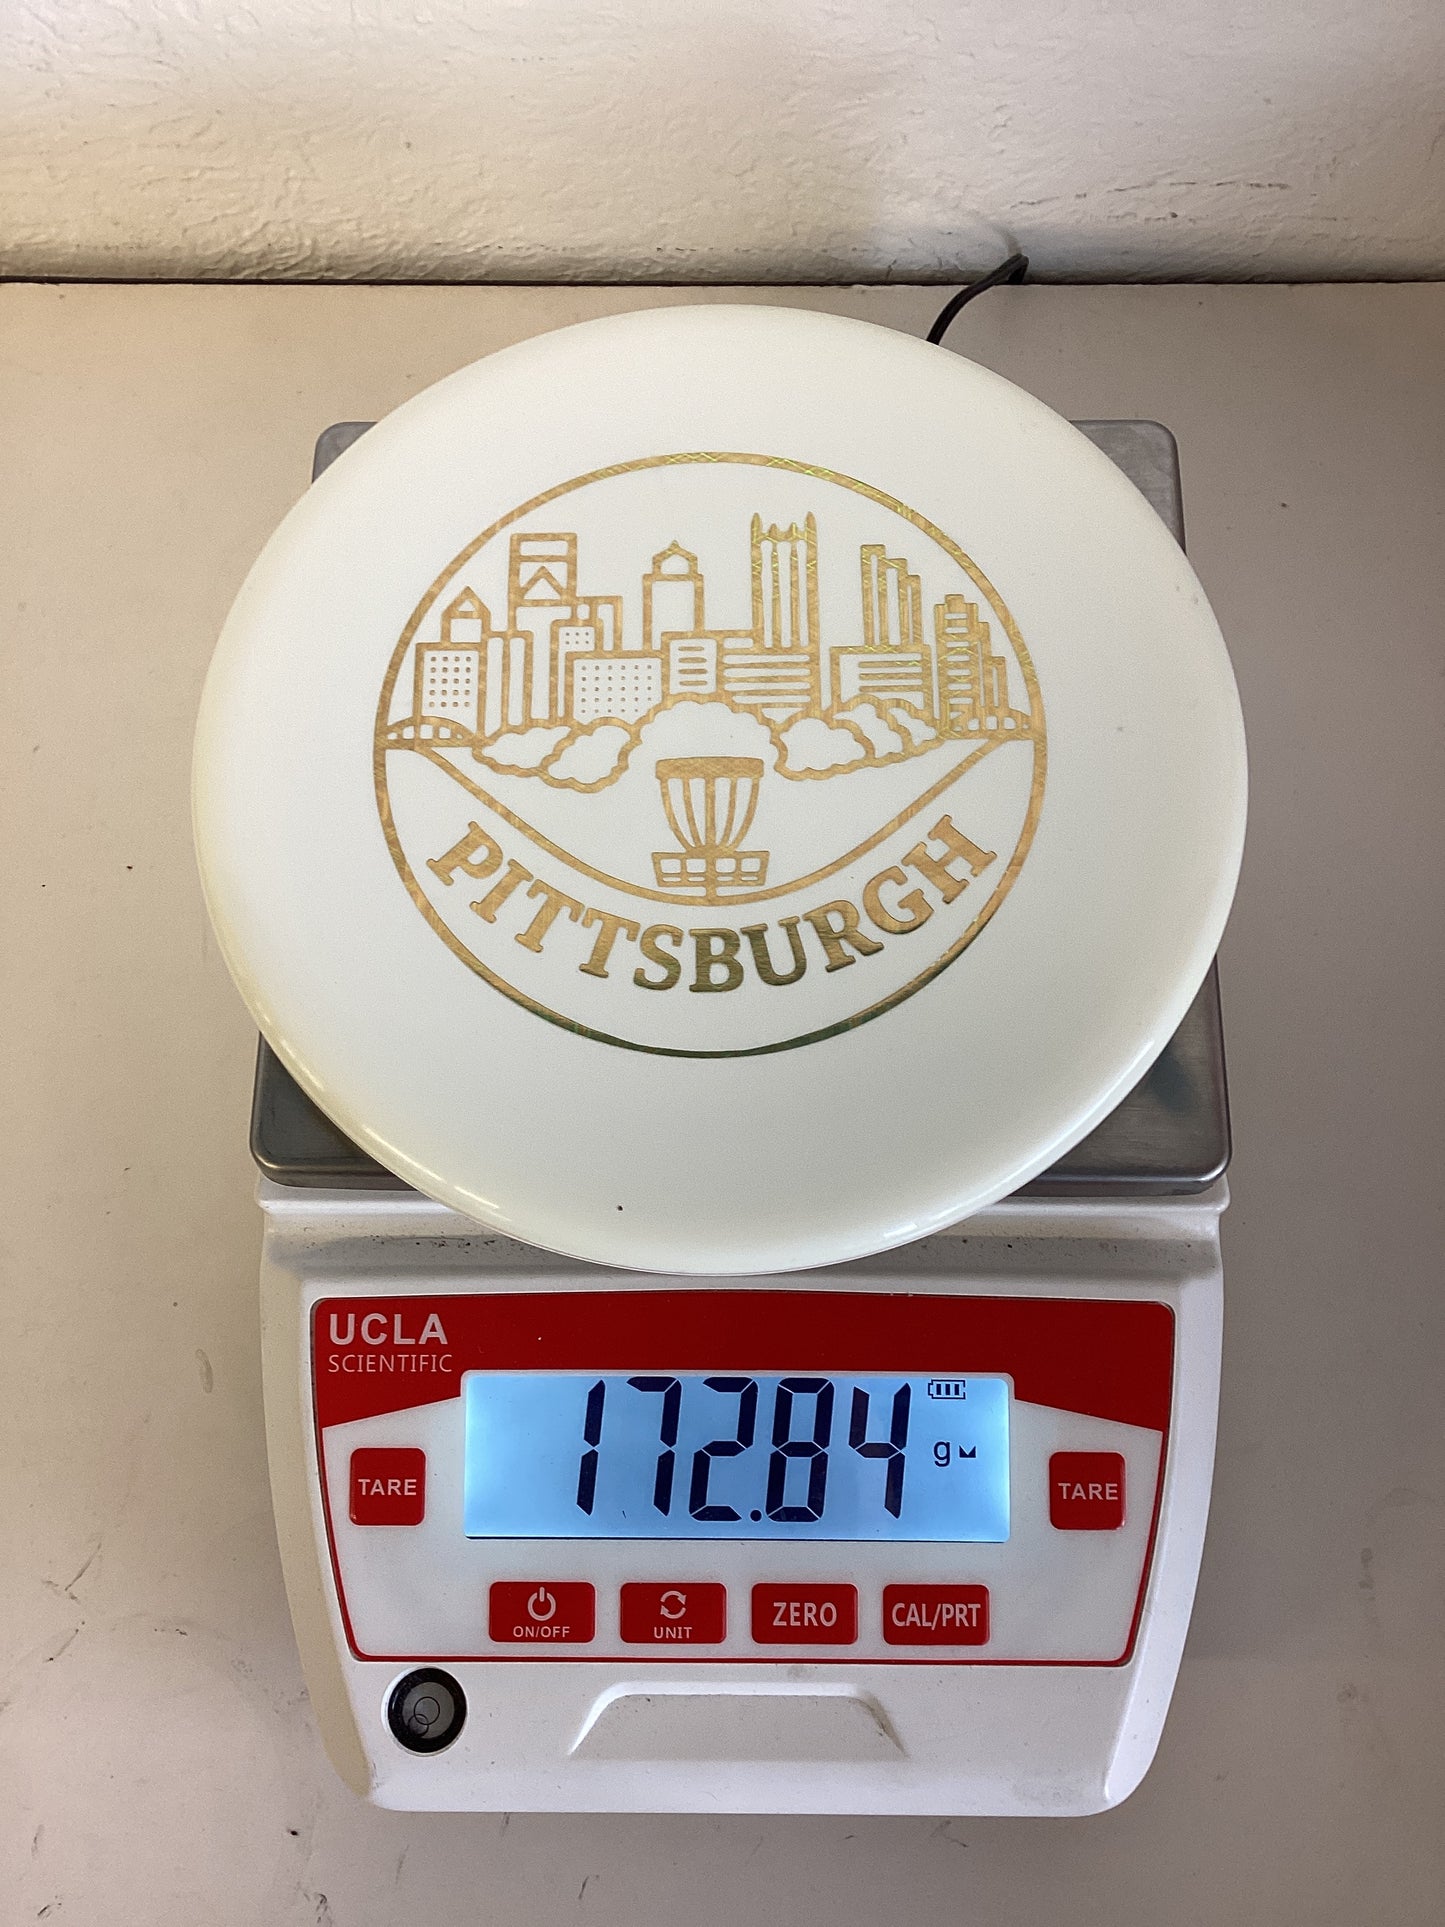 PITTSBURGH
UCLA
SCIENTIFIC
172.84 g
TARE
TARE
ON/OFF
UNIT
ZERO
CAL/PRT